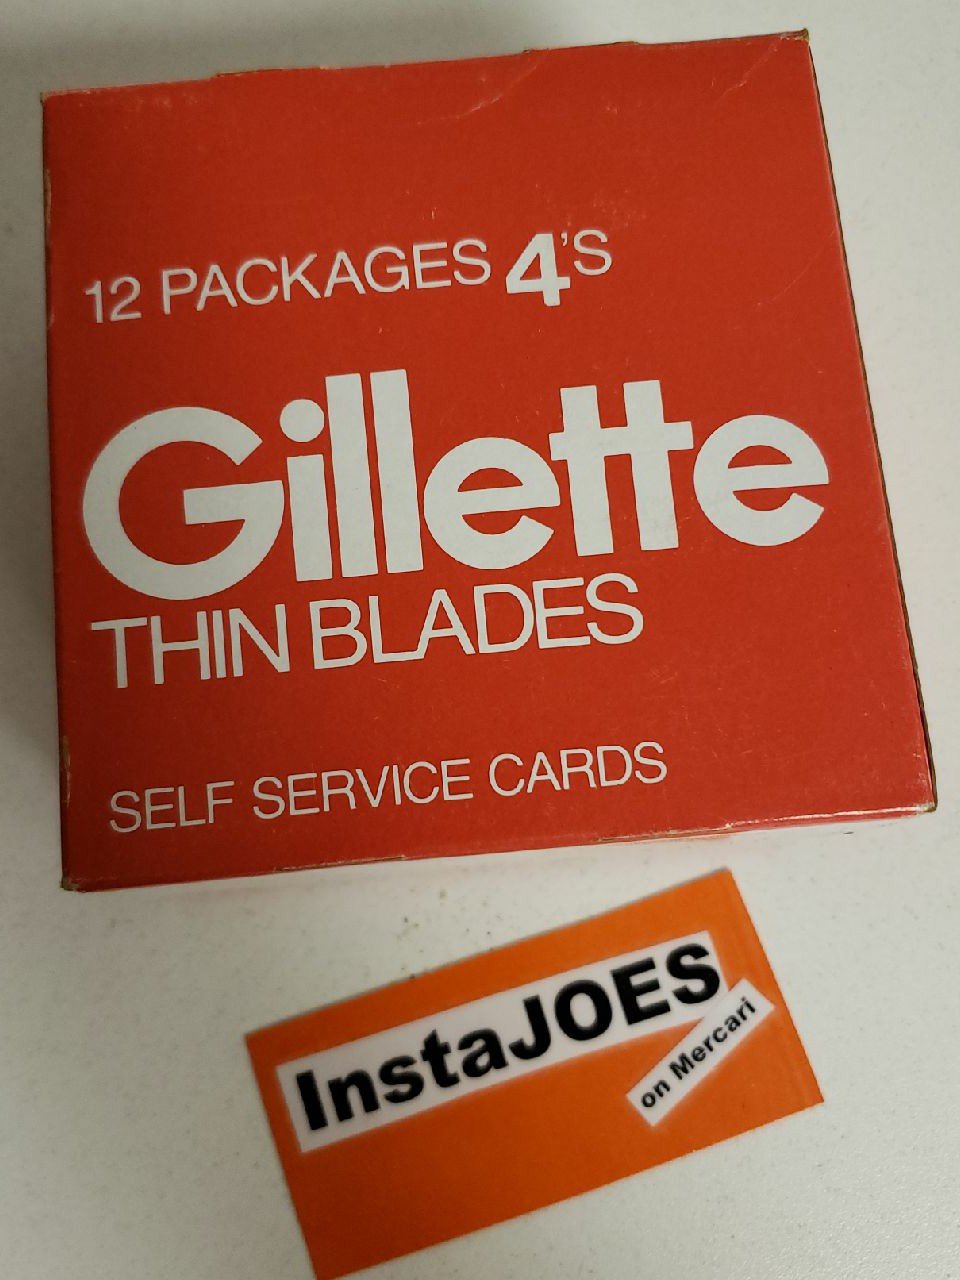 12 PACKAGES 4'S
Gillette
THIN BLADES
SELF SERVICE CARDS
InstaJOES
on Mercari